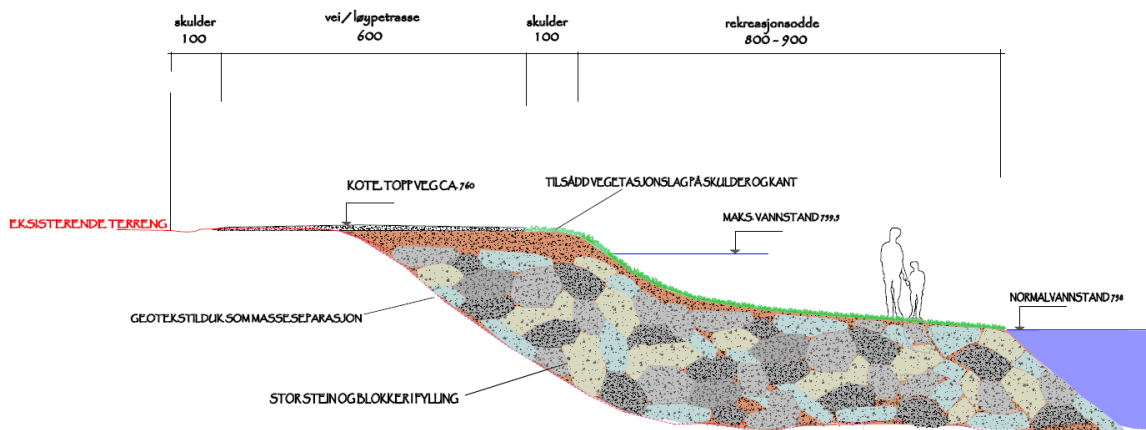 skulder
100
vei / løypetrasse
600
skulder
100
rekreasjonsodde
800 - 900
KOTE TOPP VEG CA. 760
TILSÅDD VEGETASJONSLAG PÅ SKULDER OG KANT
MAKS. VANNSTAND 759,5
EKSISTERENDE TERRENG
NORMALVANNSTAND 758
GEOTEKSTILDUK SOM MASSESEPARASJON
STOR STEIN OG BLOKKER I FYLLING